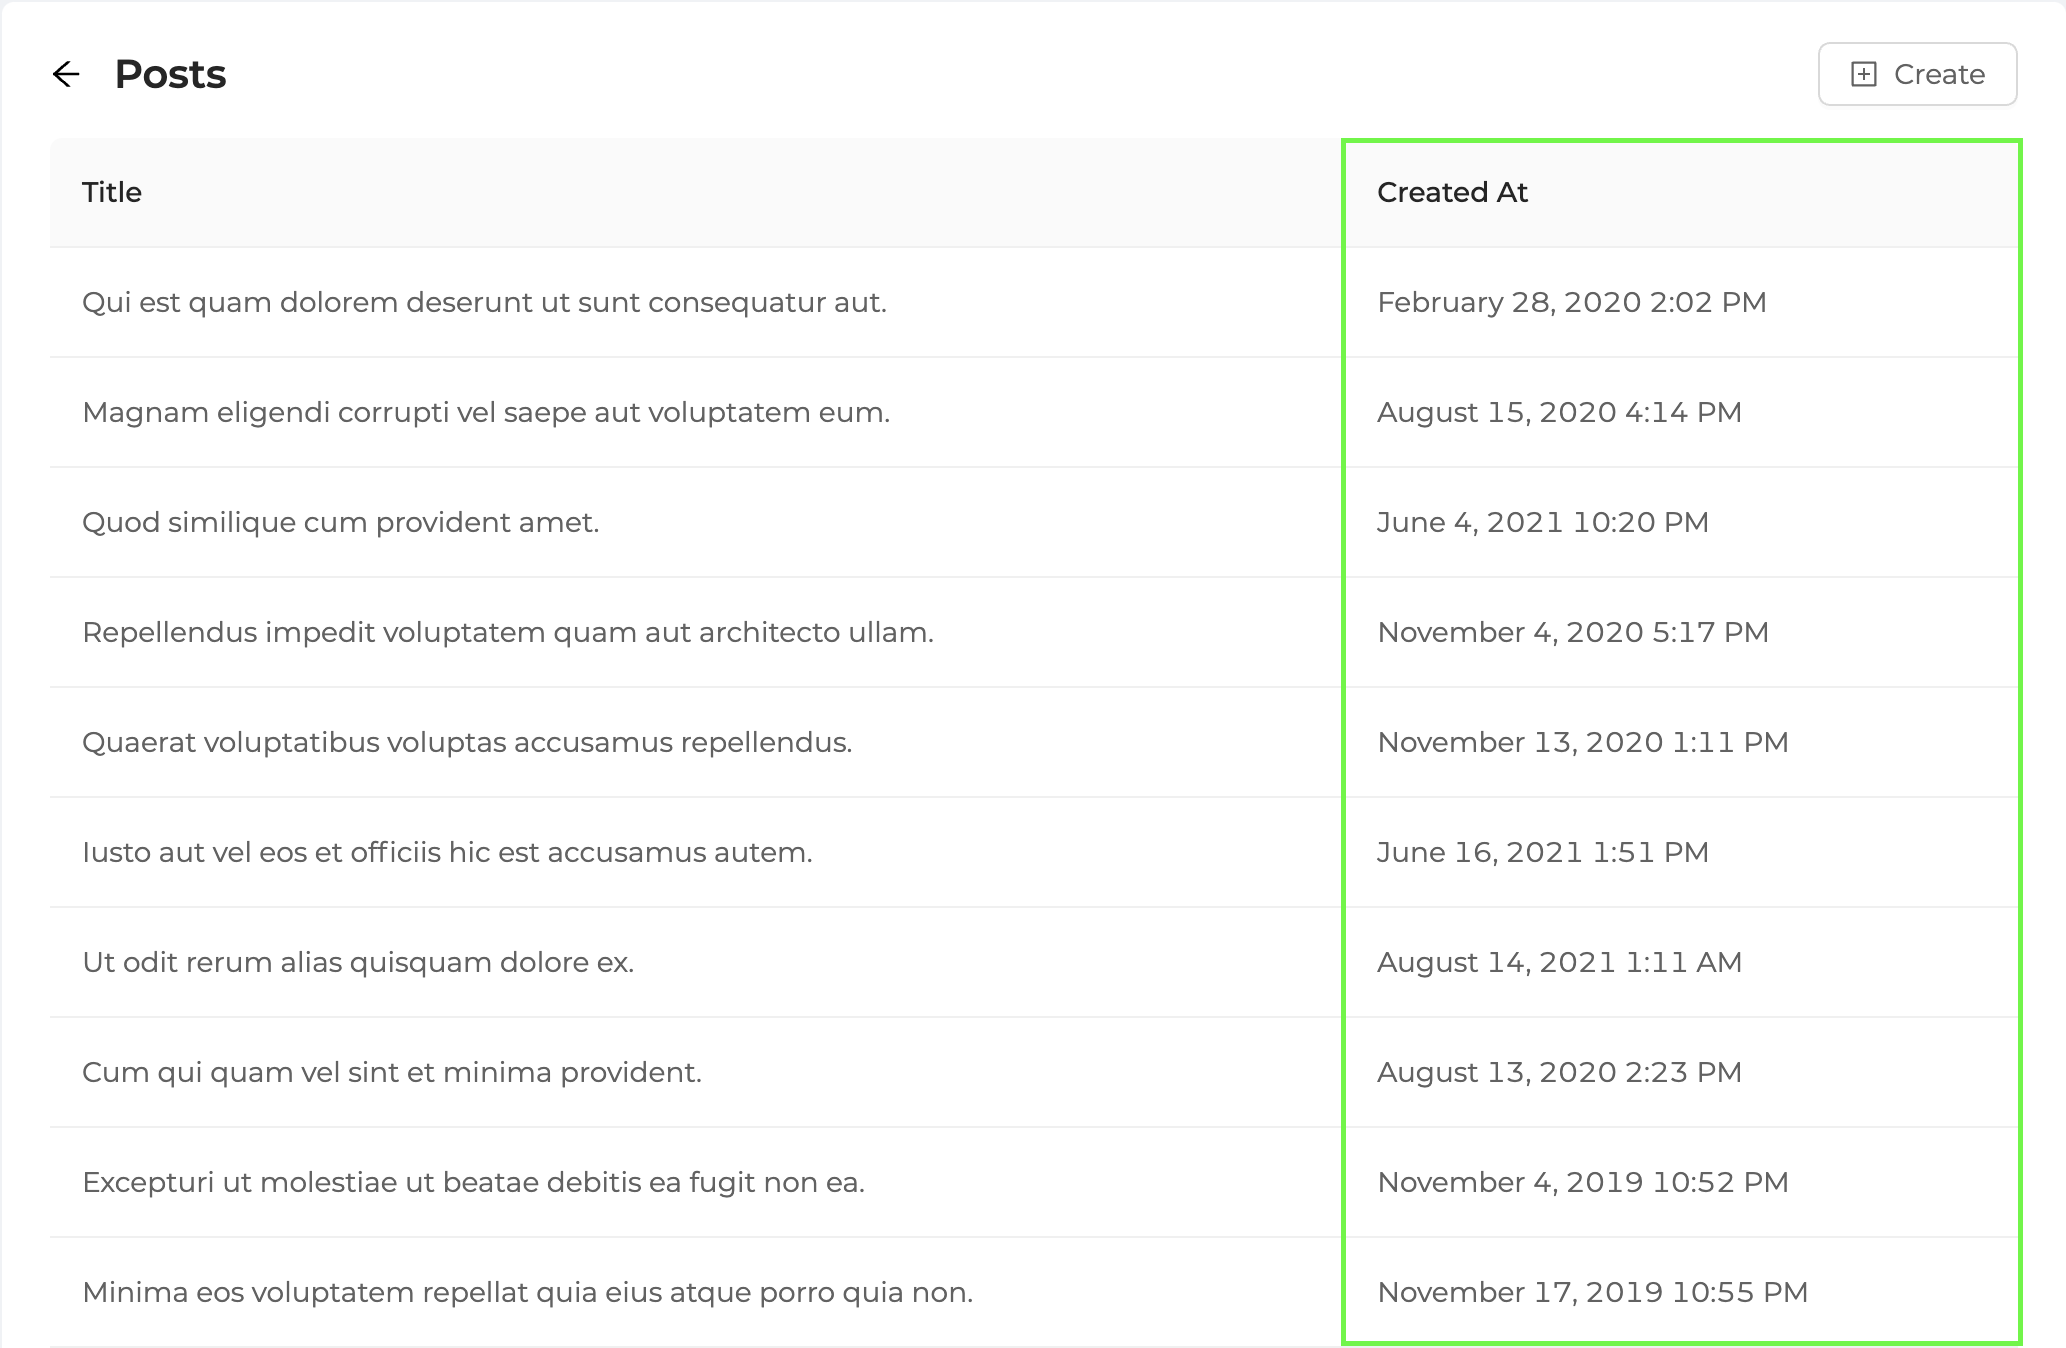 Posts
Create
Title Created At
Qui est quam dolorem deserunt ut sunt consequatur aut. February 28, 2020 2:02 PM
Magnam eligendi corrupti vel saepe aut voluptatem eum. August 15, 2020 4:14 PM
Quod similique cum provident amet. June 4, 2021 10:20 PM
Repellendus impedit voluptatem quam aut architecto ullam. November 4, 2020 5:17 PM
Quaerat voluptatibus voluptas accusamus repellendus. November 13, 2020 1:11 PM
Iusto aut vel eos et officiis hic est accusamus autem. June 16, 2021 1:51 PM
Ut odit rerum alias quisquam dolore ex. August 14, 2021 1:11 AM
Cum qui quam vel sint et minima provident. August 13, 2020 2:23 PM
Excepturi ut molestiae ut beatae debitis ea fugit non ea. November 4, 2019 10:52 PM
Minima eos voluptatem repellat quia eius atque porro quia non. November 17, 2019 10:55 PM